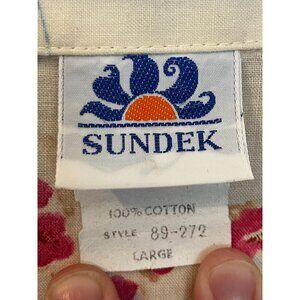 SUNDEK
100% COTTON
STYLE 89-272
LARGE